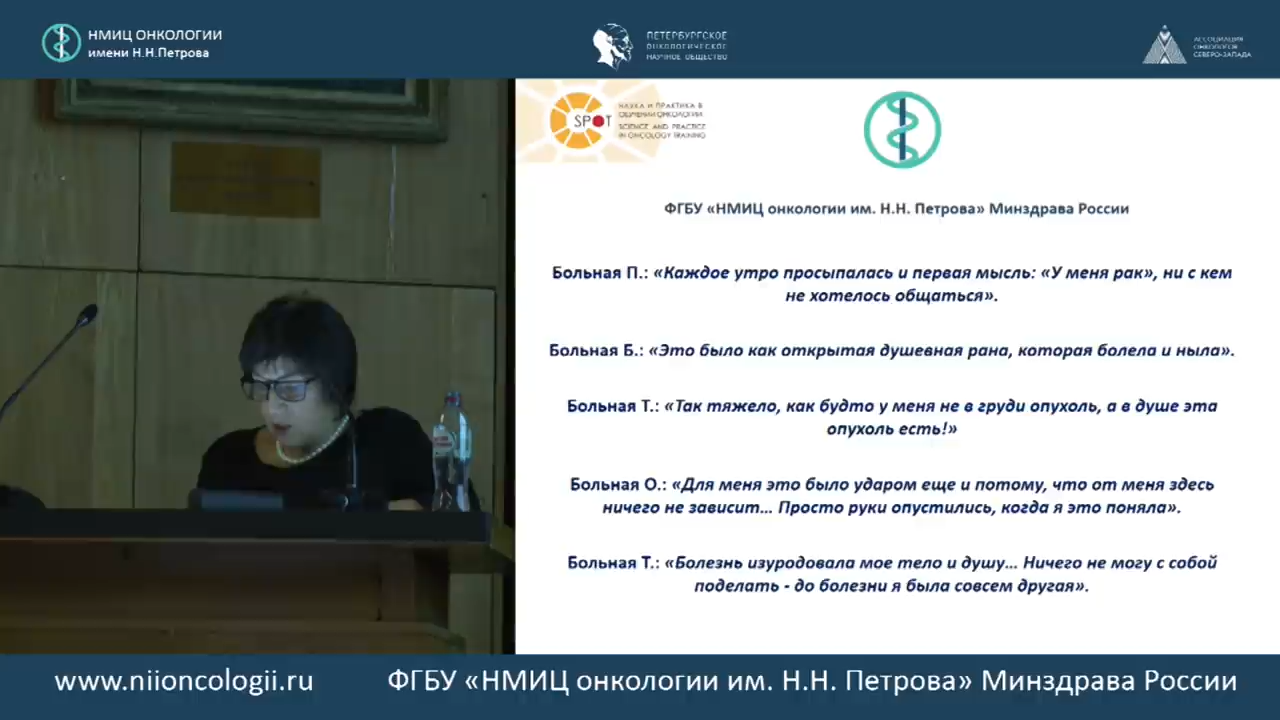 НМИЦ ОНКОЛОГИИ
имени Н.Н.Петрова
ПЕТЕРБУРГСКОЕ
ОНКОЛОГИЧЕСКОЕ
НАУЧНОЕ ОБЩЕСТВО
АССОЦИАЦИЯ
ОНКОЛОГОВ
СЕВЕРО-ЗАПАДА
SPOT
НАУКА И ПРАКТИКА В
ОБУЧЕНИИ ОНКОЛОГИИ
SCIENCE AND PRACTICE
IN ONCOLOGY TRAINING
ФГБУ «НМИЦ онкологии им. Н.Н. Петрова» Минздрава России
Больная П.: «Каждое утро просыпалась и первая мысль: «У меня рак», ни с кем
не хотелось общаться».
Больная Б.: «Это было как открытая душевная рана, которая болела и ныла».
Больная Т.: «Так тяжело, как будто у меня не в груди опухоль, а в душе эта
опухоль есть!»
Больная О.: «Для меня это было ударом еще и потому, что от меня здесь
ничего не зависит... Просто руки опустились, когда я это поняла».
Больная Т.: «Болезнь изуродовала мое тело и душу... Ничего не могу с собой
поделать - до болезни я была совсем другая».
www.niioncologii.ru
ФГБУ «НМИЦ онкологии им. Н.Н. Петрова» Минздрава России